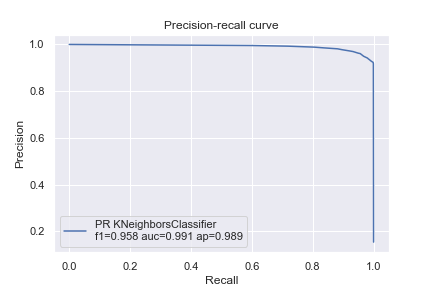 Precision-recall curve
1.0
0.8
0.6
0.4
0.2
Precision
PR KNeighborsClassifier
f1=0.958 auc=0.991 ap=0.989
0.0 0.2 0.4 0.6 0.8 1.0
Recall